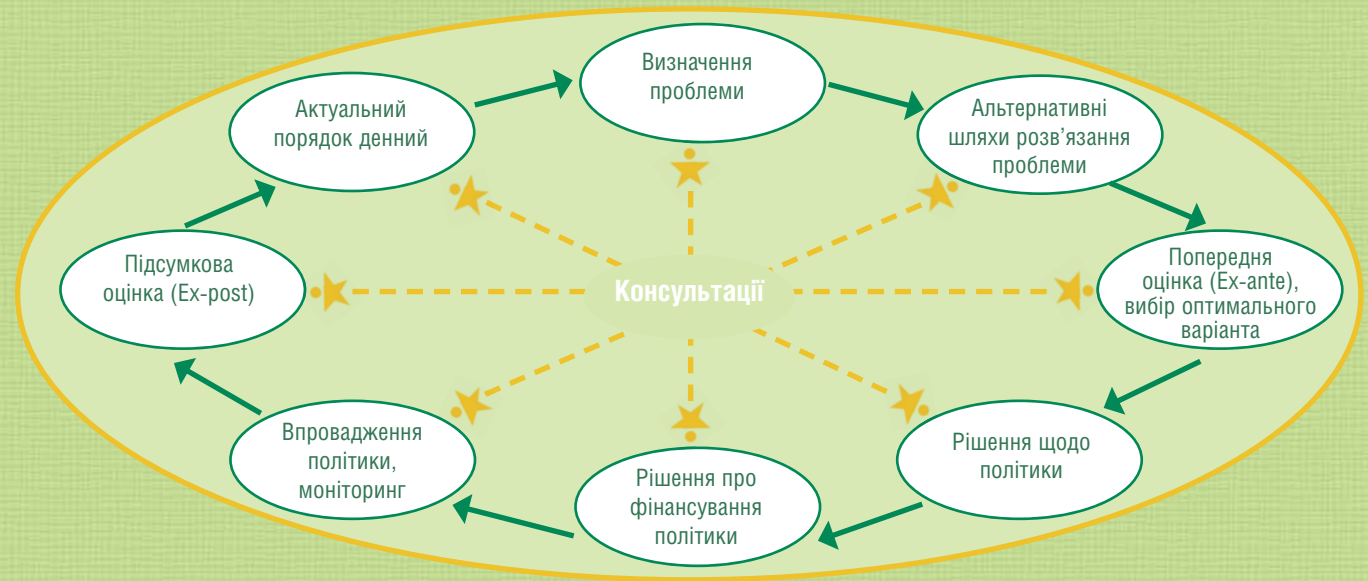 Визначення
проблеми
Альтернативні
шляхи розв’язання
проблеми
Попередня
оцінка (Ex-ante),
вибір оптимального
варіанта
Рішення щодо
політики
Рішення про
фінансування
політики
Впровадження
політики,
моніторинг
Підсумкова
оцінка (Ex-post)
Актуальний
порядок денний
Консультації